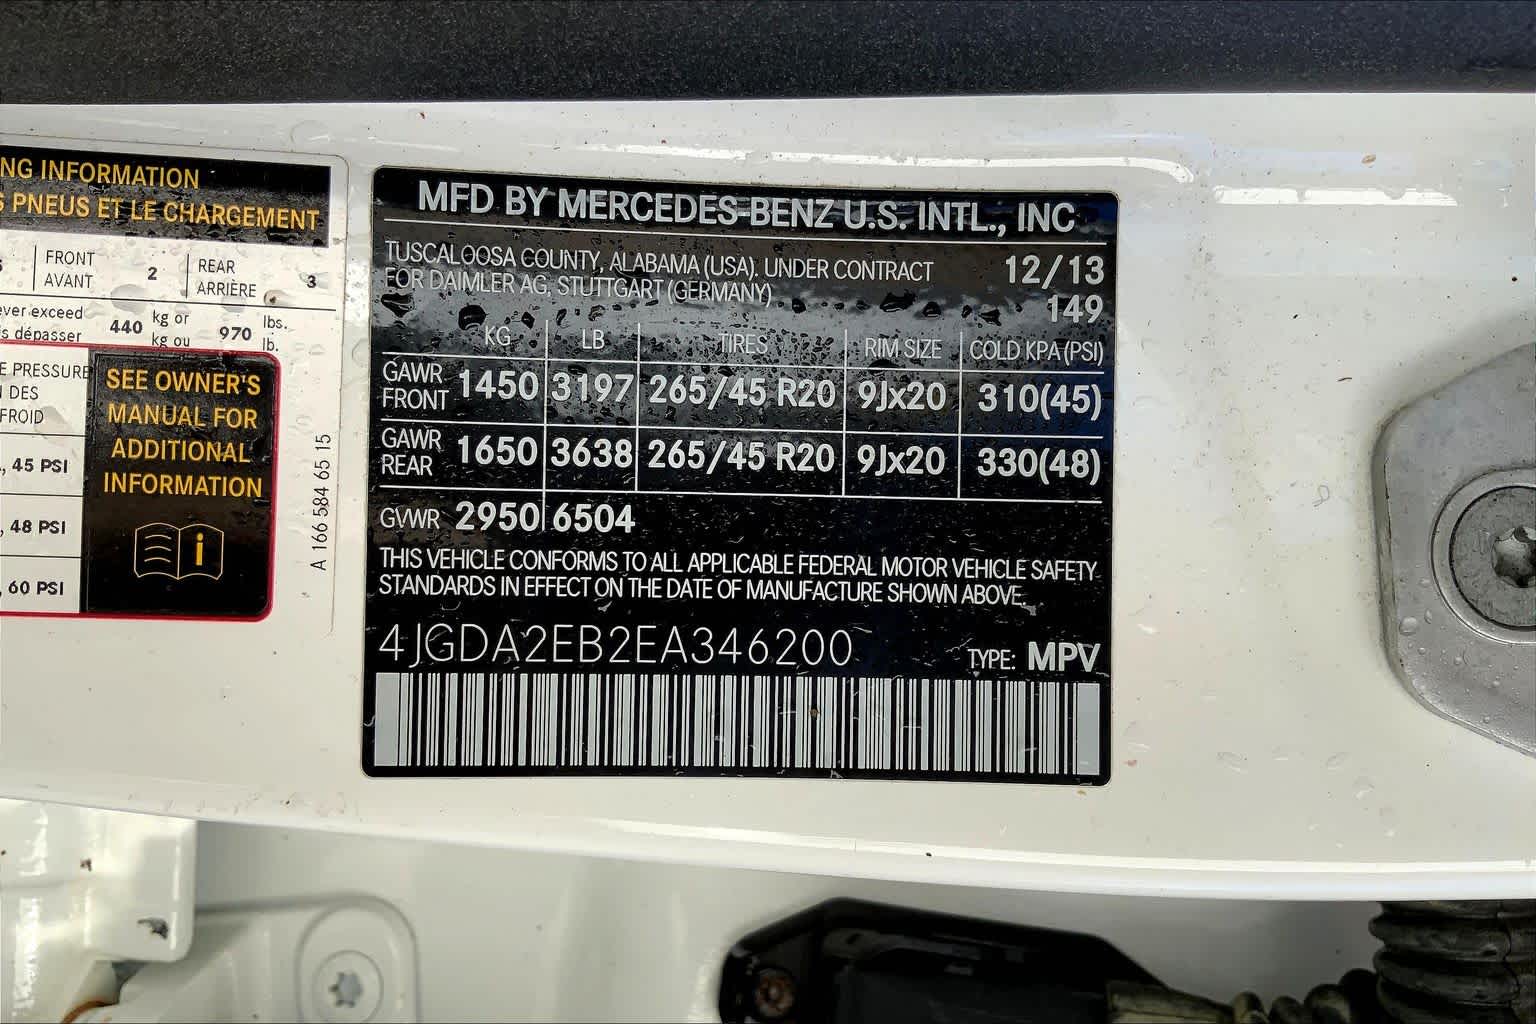 NG INFORMATION
S PNEUS ET LE CHARGEMENT
FRONT
AVANT
2
REAR
ARRIÈRE
3
ever exceed
is dépasser
440
kg or
kg ou
970
lbs.
lb.
E PRESSURE
N DES
FROID
, 45 PSI
, 48 PSI
, 60 PSI
SEE OWNER'S
MANUAL FOR
ADDITIONAL
INFORMATION
i
A 166 584 65 15
MFD BY MERCEDES-BENZ U.S. INTL., INC
TUSCALOOSA COUNTY, ALABAMA (USA), UNDER CONTRACT
FOR DAIMLER AG, STUTTGART (GERMANY)
12/13
149
KG LB TIRES RIM SIZE COLD KPA (PSI)
GAWR
FRONT
1450 3197 265/45 R20 9Jx20 310(45)
GAWR
REAR
1650 3638 265/45 R20 9Jx20 330(48)
GVWR 2950 6504
THIS VEHICLE CONFORMS TO ALL APPLICABLE FEDERAL MOTOR VEHICLE SAFETY
STANDARDS IN EFFECT ON THE DATE OF MANUFACTURE SHOWN ABOVE.
4JGDA2EB2EA346200
TYPE: MPV